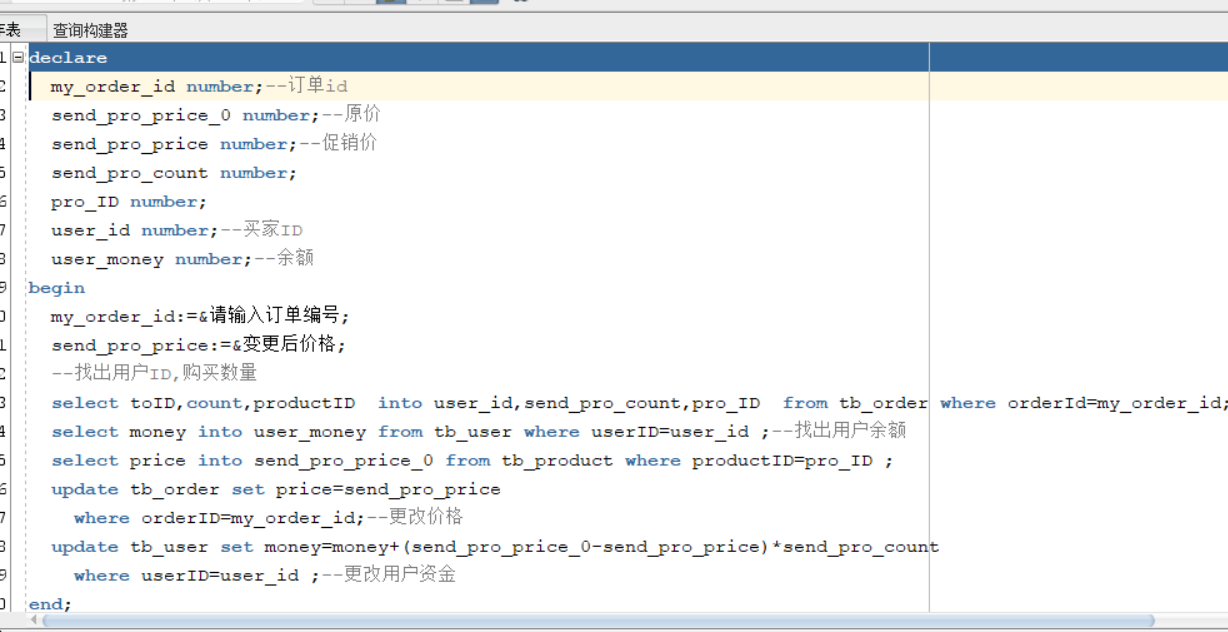 查询构建器
declare
my_order_id number;--订单id
send_pro_price_0 number;--原价
send_pro_price number;--促销价
send_pro_count number;
pro_ID number;
user_id number;--买家ID
user_money number;--余额
begin
my_order_id:=&请输入订单编号;
send_pro_price:=&变更后价格;
--找出用户ID,购买数量
select toID,count,productID  into user_id,send_pro_count,pro_ID  from tb_order where orderId=my_order_id;
select money into user_money from tb_user where userID=user_id ;--找出用户余额
select price into send_pro_price_0 from tb_product where productID=pro_ID ;
update tb_order set price=send_pro_price
where orderID=my_order_id;--更改价格
update tb_user set money=money+(send_pro_price_0-send_pro_price)*send_pro_count
where userID=user_id ;--更改用户资金
end;